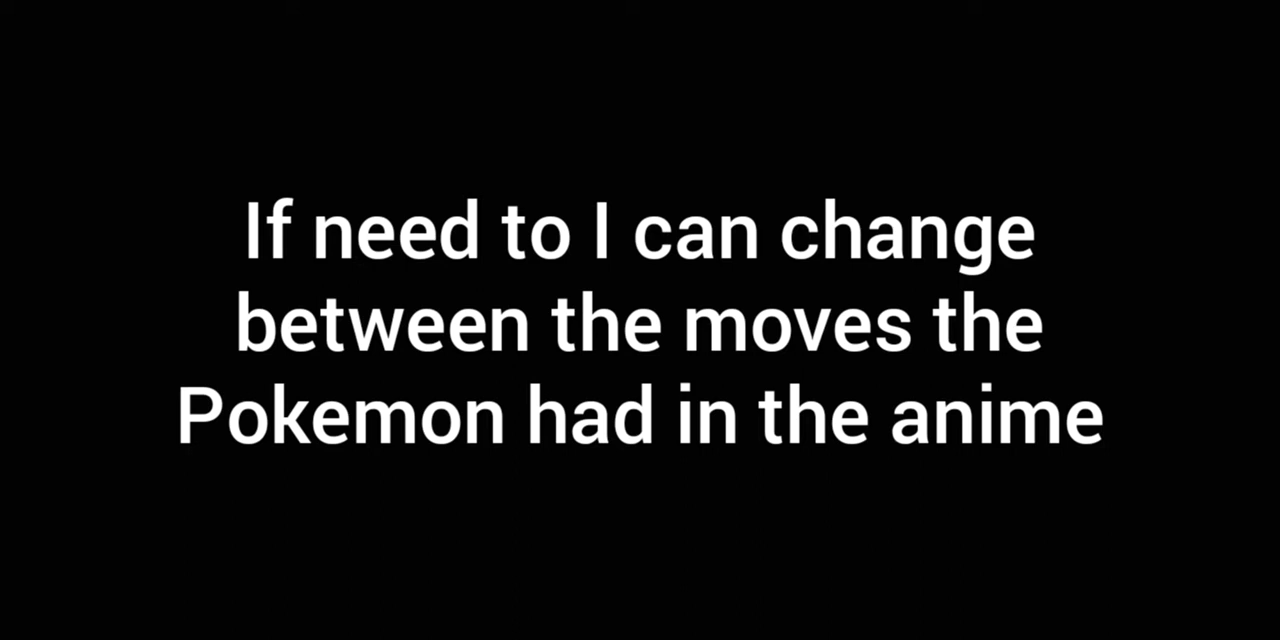 If need to I can change
between the moves the
Pokemon had in the anime